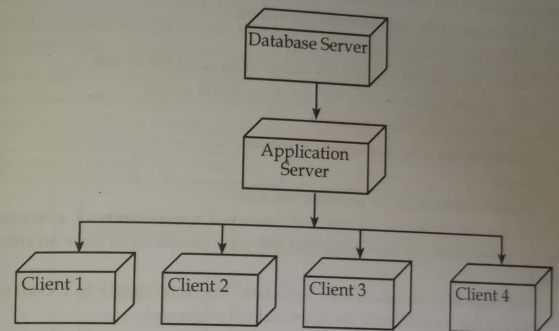 Database Server
Application
Server
Client 1
Client 2
Client 3
Client 4